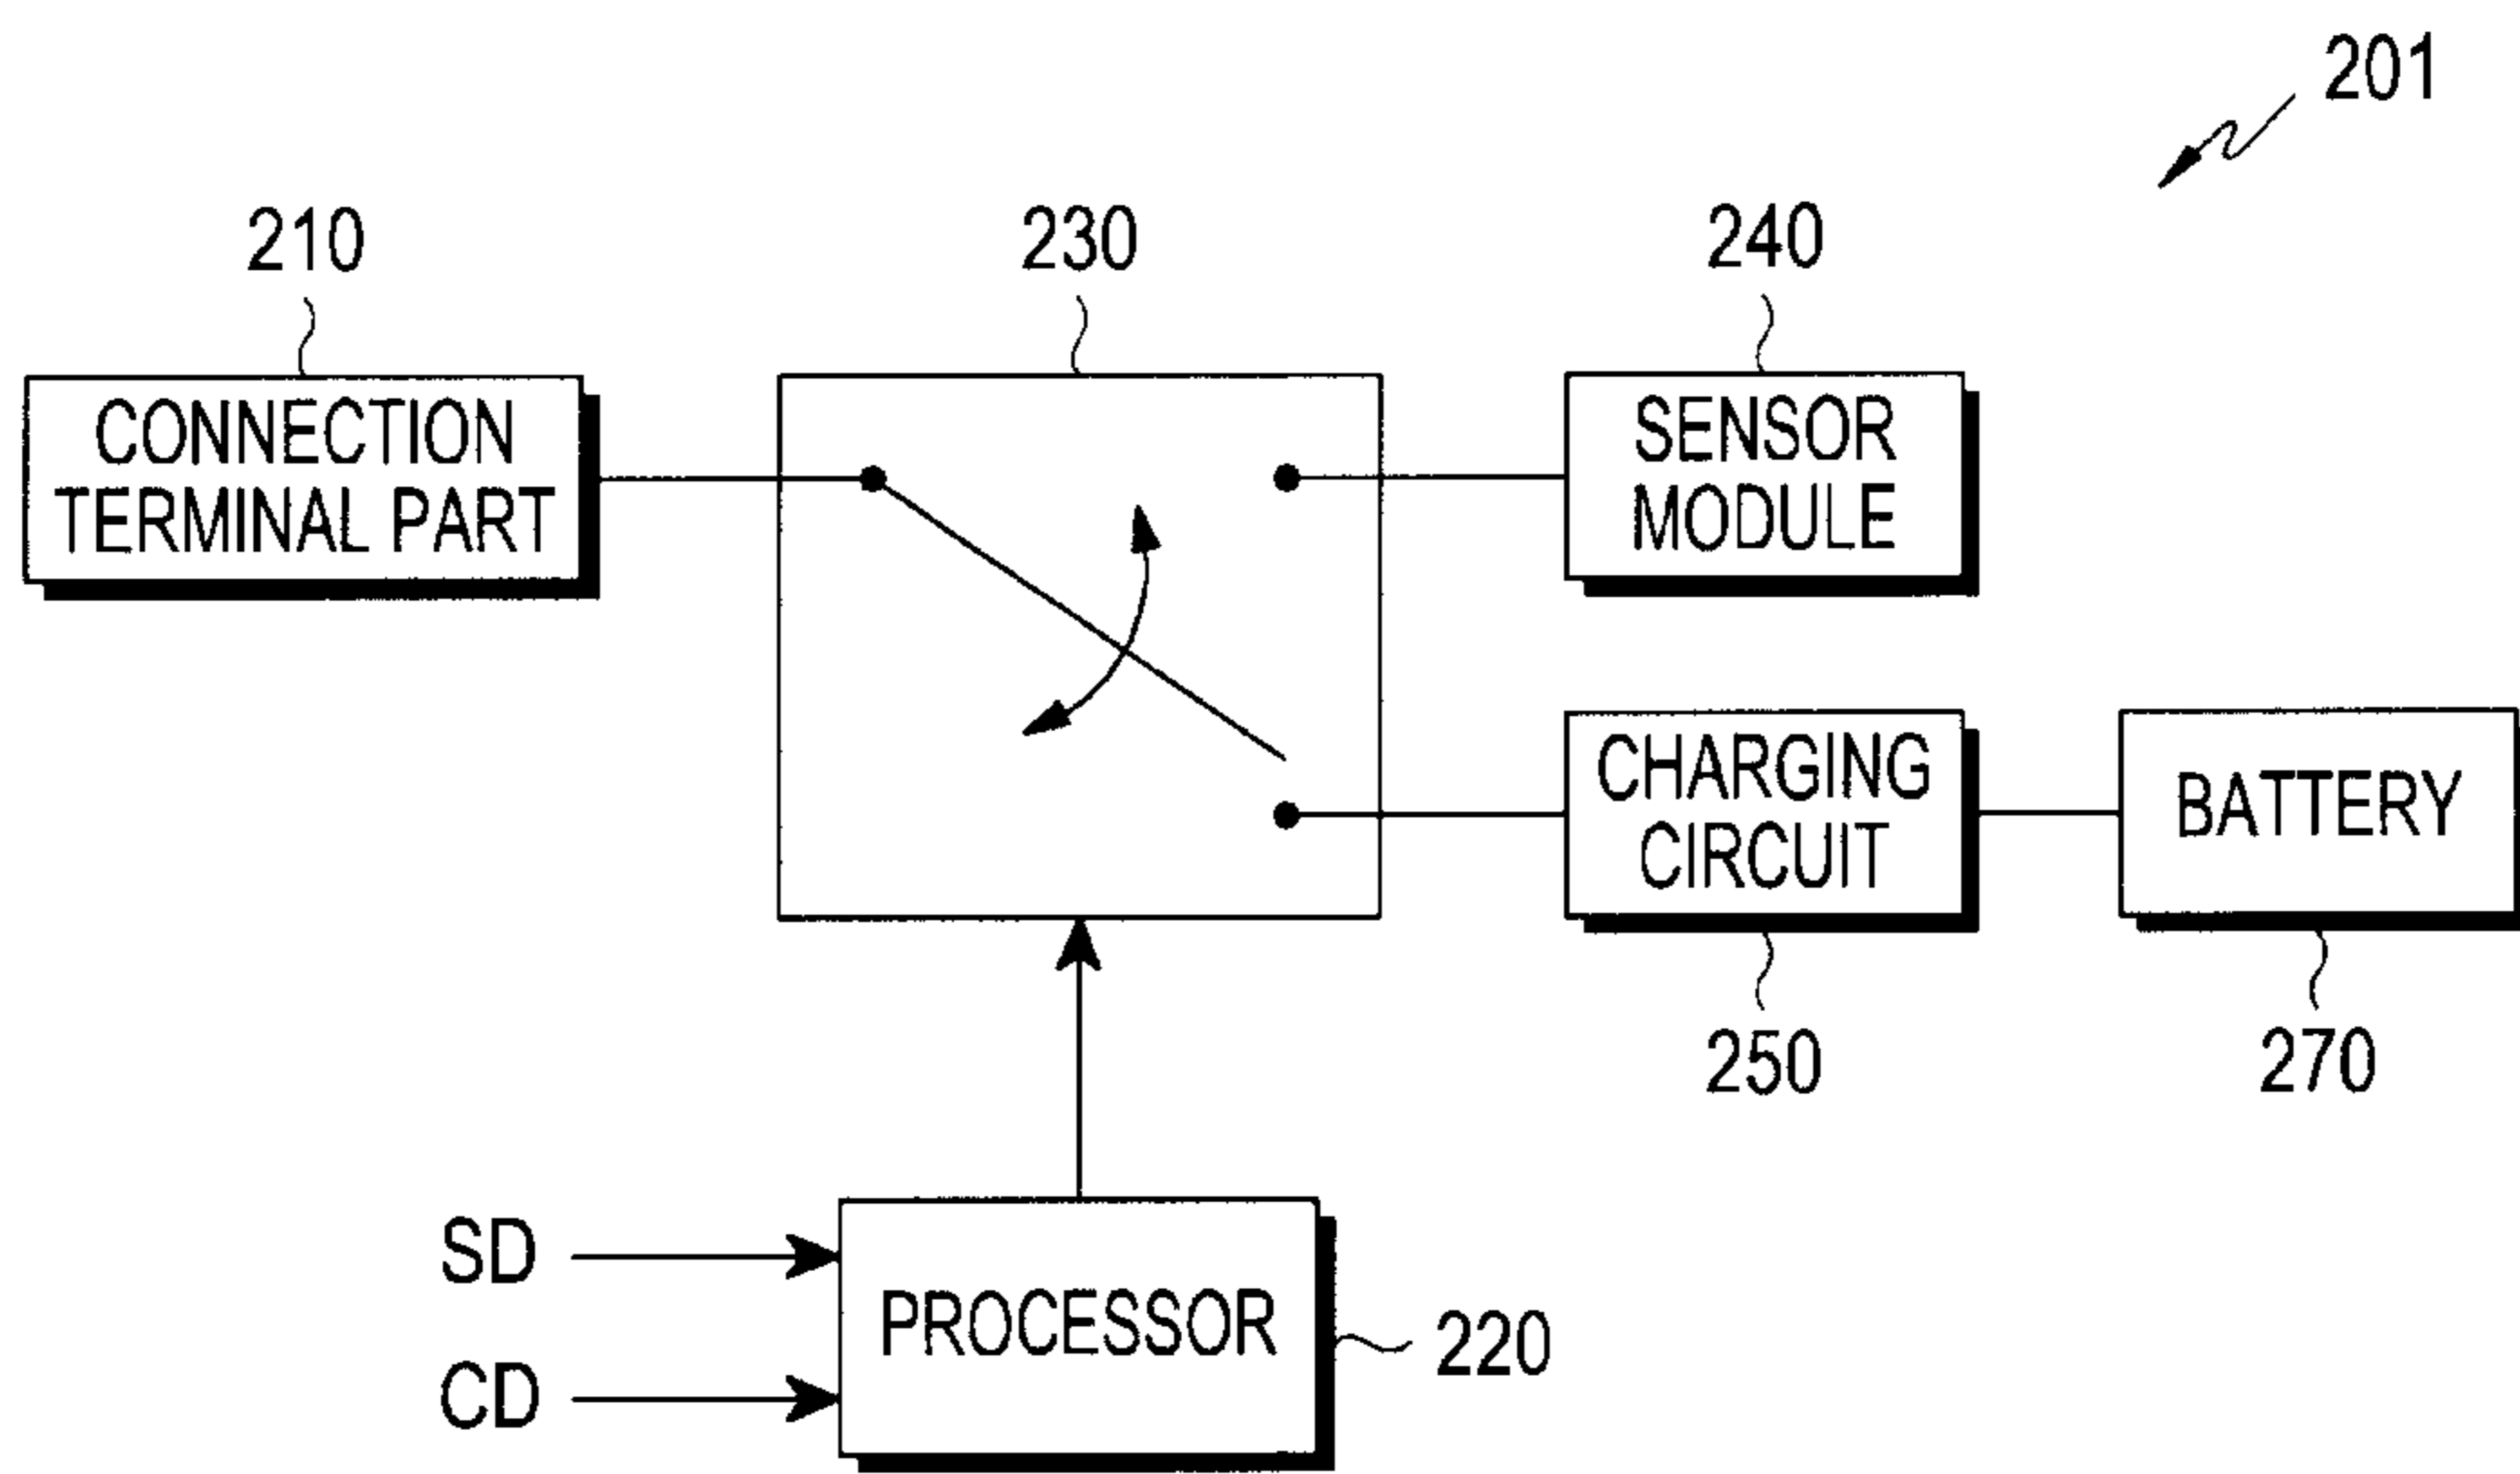 201
210
230
240
CONNECTION
TERMINAL PART
SENSOR
MODULE
CHARGING
CIRCUIT
BATTERY
250
270
SD
CD
PROCESSOR
220